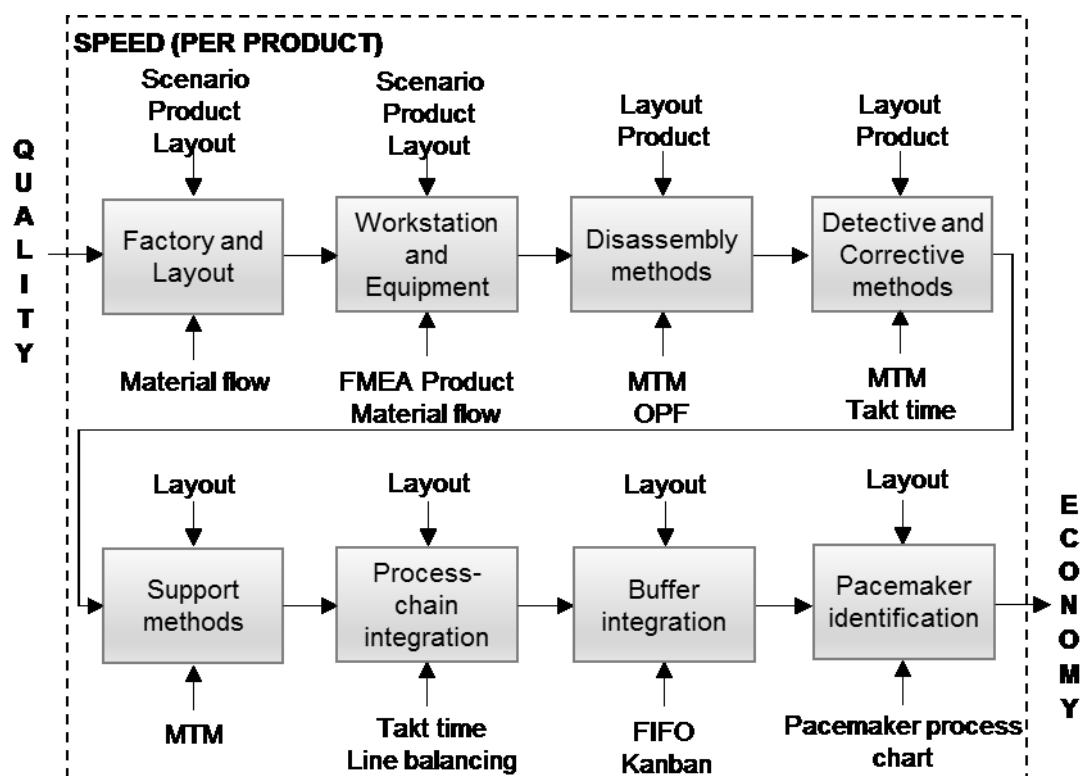 SPEED (PER PRODUCT)
Scenario
Product
Layout
Scenario
Product
Layout
Layout
Product
Layout
Product
QUALITY
Factory and
Layout
Workstation
and
Equipment
Disassembly
methods
Detective and
Corrective
methods
Material flow
FMEA Product
Material flow
MTM
OPF
MTM
Takt time
Layout
Layout
Layout
Layout
Support
methods
Process-
chain
integration
Buffer
integration
Pacemaker
identification
ECONOMY
MTM
Takt time
Line balancing
FIFO
Kanban
Pacemaker process
chart